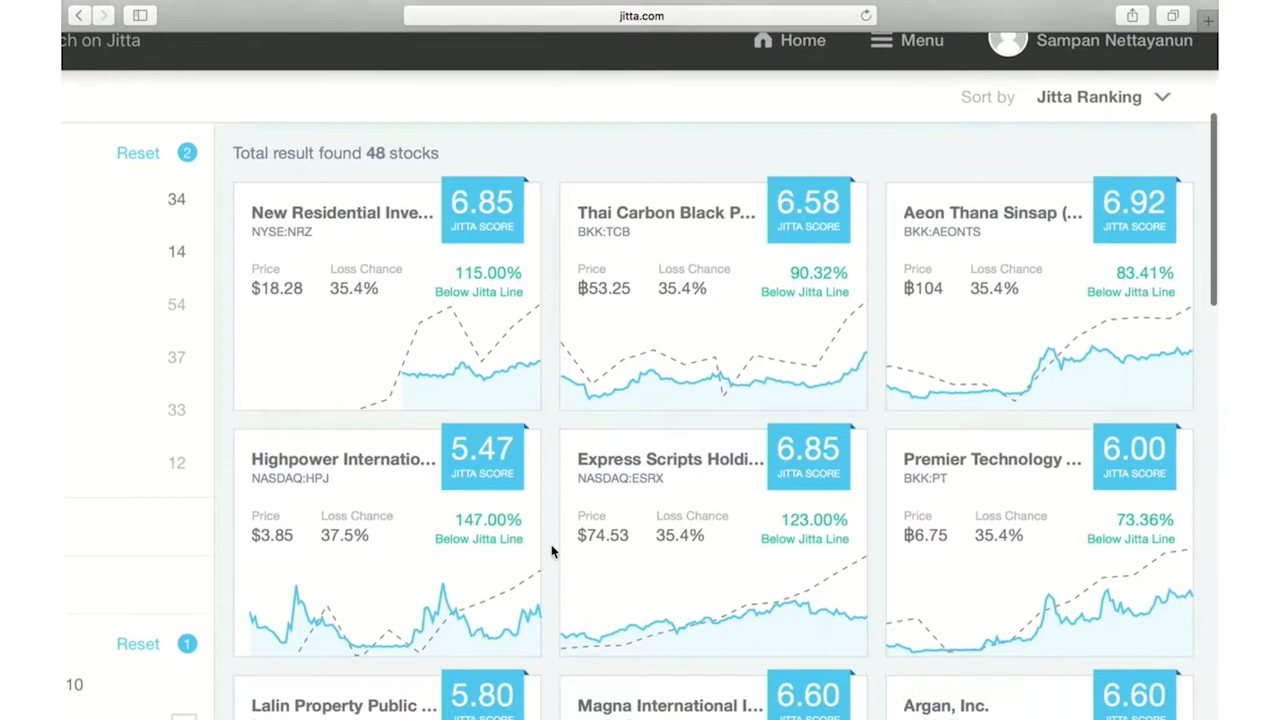 jitta.com
ch on Jitta
Home
Menu
Sampan Nettayanun
Sort by Jitta Ranking
Reset 2
34
14
54
37
33
12
Reset 1
10
Total result found 48 stocks
New Residential Inve...
NYSE:NRZ
6.85
JITTA SCORE
Price
$18.28
Loss Chance
35.4%
115.00%
Below Jitta Line
Thai Carbon Black P...
BKK:TCB
6.58
JITTA SCORE
Price
฿53.25
Loss Chance
35.4%
90.32%
Below Jitta Line
Aeon Thana Sinsap (...
BKK:AEONTS
6.92
JITTA SCORE
Price
฿104
Loss Chance
35.4%
83.41%
Below Jitta Line
Highpower Internatio...
NASDAQ:HPJ
5.47
JITTA SCORE
Price
$3.85
Loss Chance
37.5%
147.00%
Below Jitta Line
Express Scripts Holdi...
NASDAQ:ESRX
6.85
JITTA SCORE
Price
$74.53
Loss Chance
35.4%
123.00%
Below Jitta Line
Premier Technology ...
BKK:PT
6.00
JITTA SCORE
Price
฿6.75
Loss Chance
35.4%
73.36%
Below Jitta Line
Lalin Property Public ...
5.80
JITTA SCORE
Magna International I...
6.60
JITTA SCORE
Argan, Inc.
6.60
JITTA SCORE